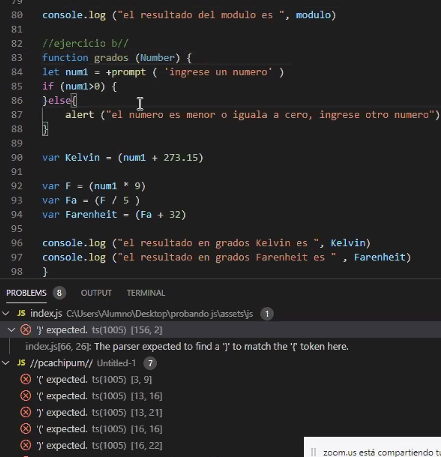 79
80 console.log ("el resultado del modulo es ", modulo)
81
82 //ejercicio b//
83 function grados (Number) {
84 let num1 = +prompt ( 'ingrese un numero' )
85 if (num1>0) {
86 }else{
87 alert ("el numero es menor o iguala a cero, ingrese otro numero")
88 }
89
90 var Kelvin = (num1 + 273.15)
91
92 var F = (num1 * 9)
93 var Fa = (F / 5 )
94 var Farenheit = (Fa + 32)
95
96 console.log ("el resultado en grados Kelvin es ", Kelvin)
97 console.log ("el resultado en grados Farenheit es " , Farenheit)
98 }
PROBLEMS 8 OUTPUT TERMINAL
index.js C:\Users\Alumno\Desktop\probando js\assets\js 1
'}' expected. ts(1005) [156, 2]
index.js[66, 26]: The parser expected to find a '}' to match the '{' token here.
//pcachipum// Untitled-1 7
'(' expected. ts(1005) [3, 9]
'(' expected. ts(1005) [13, 16]
')' expected. ts(1005) [13, 21]
'(' expected. ts(1005) [16, 16]
')' expected. ts(1005) [16, 22]
zoom.us está compartiendo tu